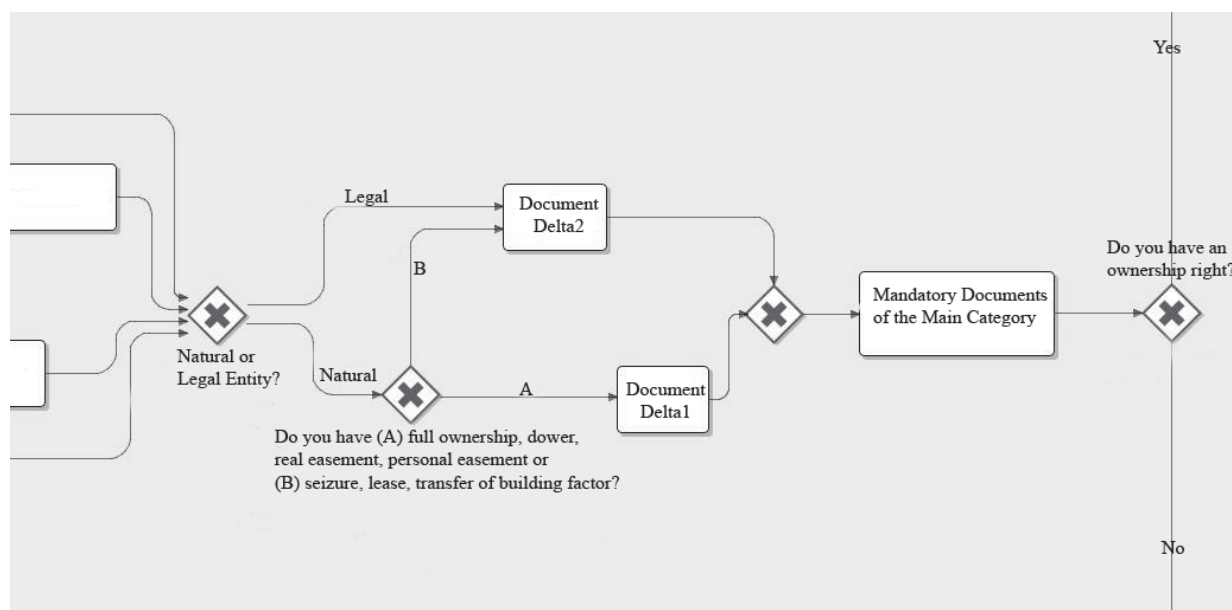 Yes
Legal
Document
Delta2
B
Do you have an
ownership right?
Mandatory Documents
of the Main Category
Natural or
Legal Entity?
Natural
A
Document
Delta1
Do you have (A) full ownership, dower,
real easement, personal easement or
(B) seizure, lease, transfer of building factor?
No